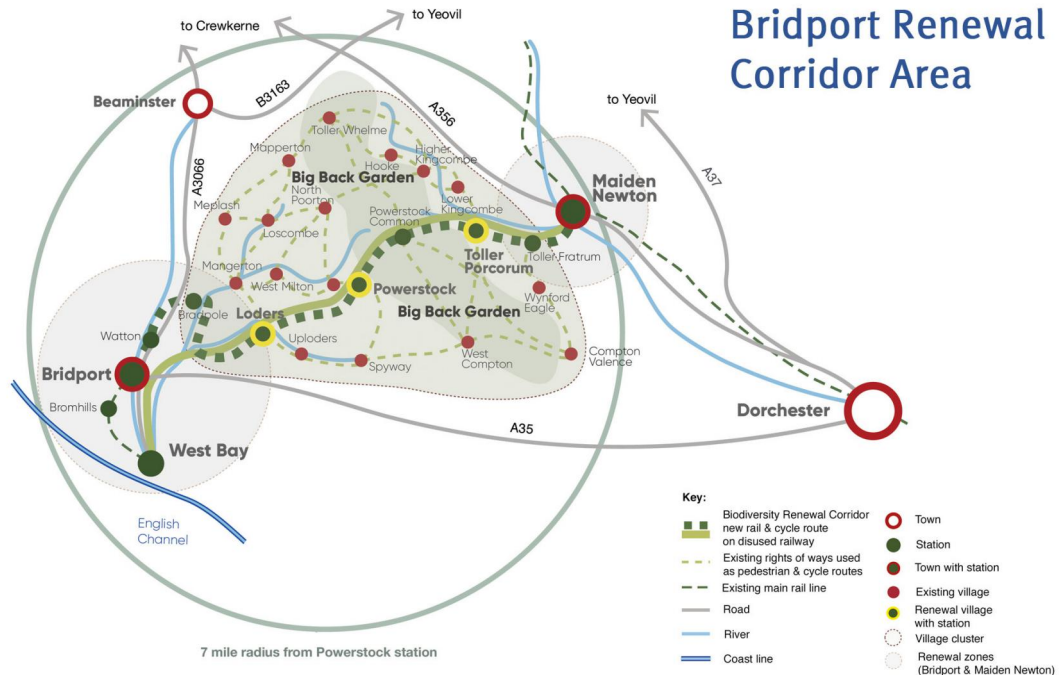 Bridport Renewal
Corridor Area
to Crewkerne
to Yeovil
to Yeovil
Beaminster
B3163
A356
A37
A3066
Toller Whelme
Mapperton
Hooke
Higher
Kingcombe
Big Back Garden
Maiden
Newton
North
Poorton
Lower
Kingcombe
Meplash
Loscombe
Powerstock
Common
Toller
Porcorum
Toller Fratrum
Mangerton
West Milton
Powerstock
Wynford
Eagle
Bradpole
Loders
Big Back Garden
Watton
Uploders
Spyway
West
Compton
Compton
Valence
Bridport
Bromhills
Dorchester
A35
West Bay
English
Channel
7 mile radius from Powerstock station
Key:
Biodiversity Renewal Corridor
new rail & cycle route
on disused railway
Existing rights of ways used
as pedestrian & cycle routes
Existing main rail line
Road
River
Coast line
Town
Station
Town with station
Existing village
Renewal village
with station
Village cluster
Renewal zones
(Bridport & Maiden Newton)